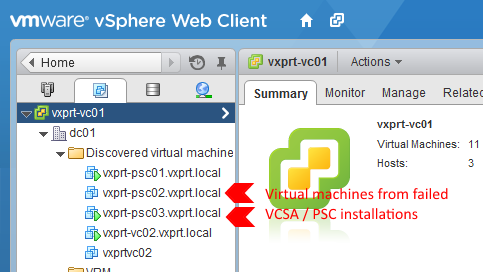 vmware® vSphere Web Client
Home
vxprt-vc01 Actions
Summary Monitor Manage Related
vxprt-vc01
dc01
Discovered virtual machine
vxprt-psc01.vxprt.local
vxprt-psc02.vxprt.local
vxprt-psc03.vxprt.local
vxprt-vc02.vxprt.local
vxprtvc02
vxprt-vc01
Virtual Machines: 11
Hosts: 3
Virtual machines from failed
VCSA / PSC installations